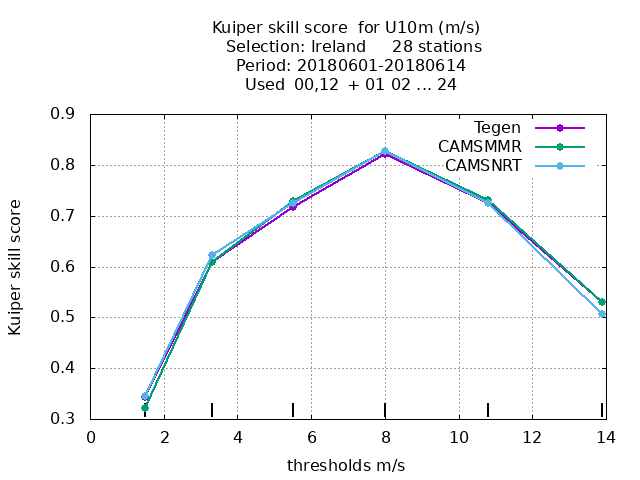 Kuiper skill score  for U10m (m/s)
Selection: Ireland     28 stations
Period: 20180601-20180614
Used  00,12  + 01 02 ... 24
0.9
0.8
0.7
0.6
0.5
0.4
0.3
Kuiper skill score
Tegen
CAMSMMR
CAMSNRT
0 2 4 6 8 10 12 14
thresholds m/s